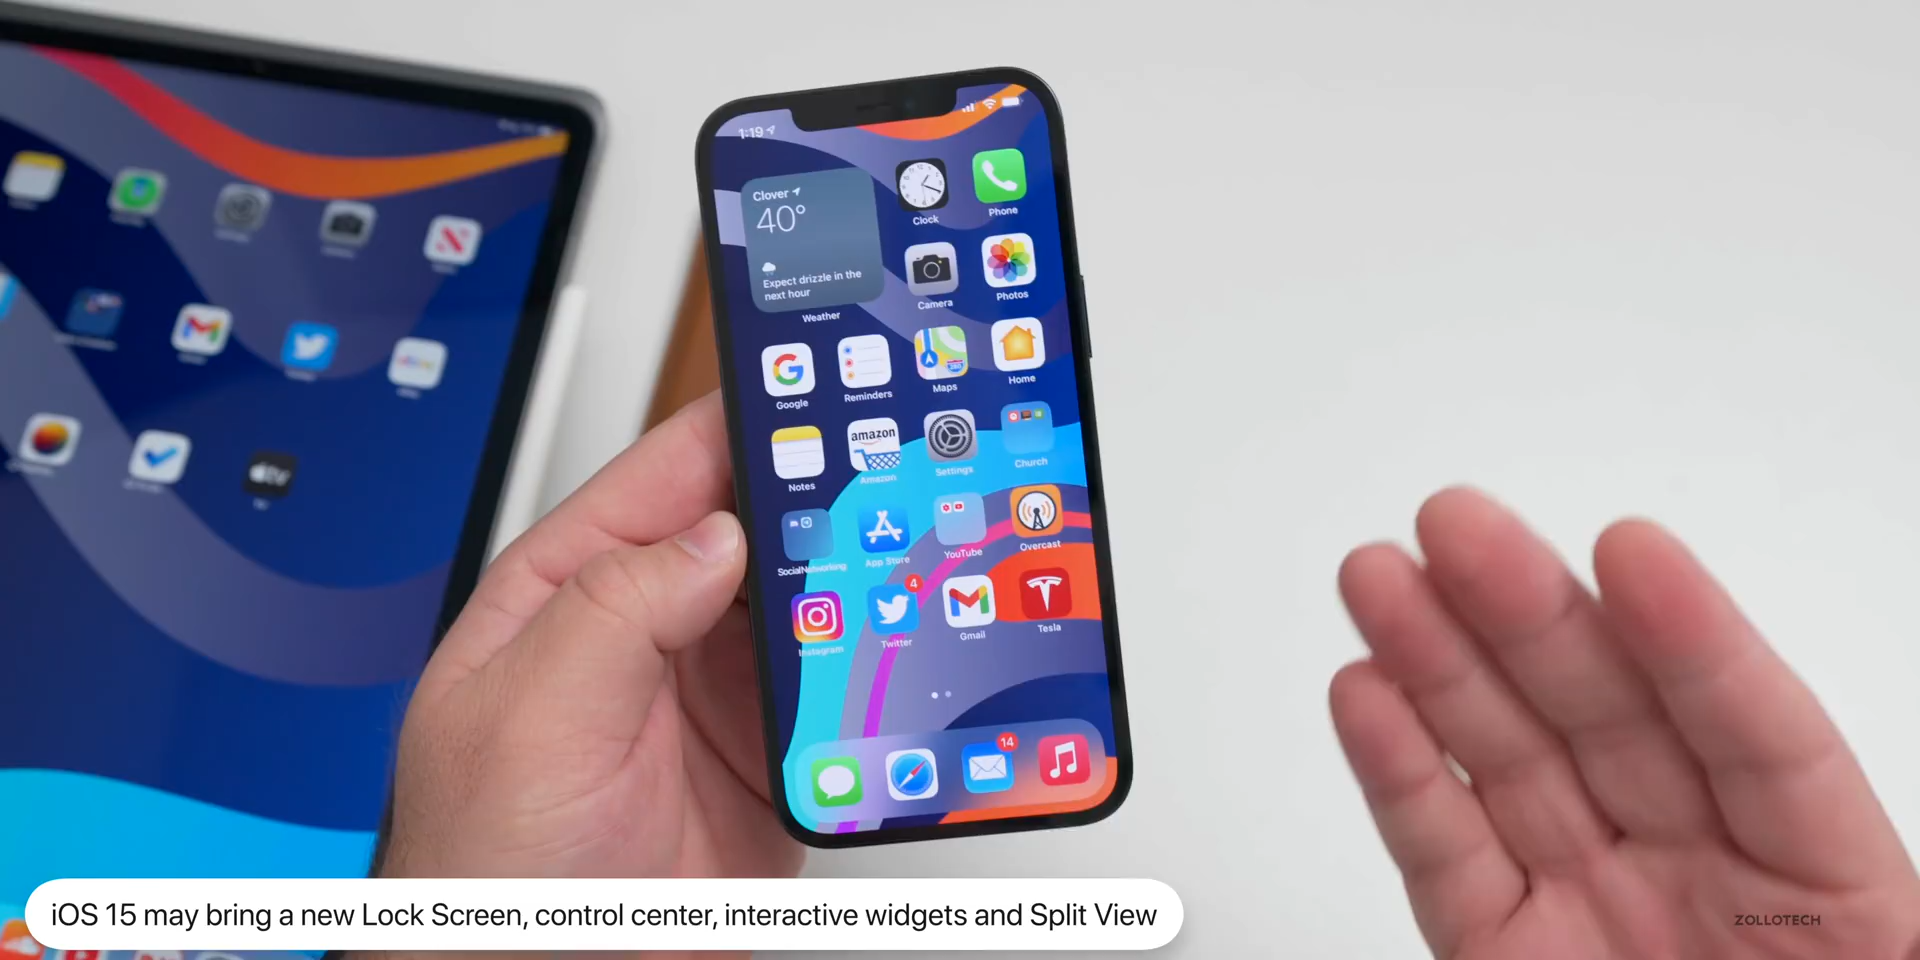 1:19
Clover
40°
Expect drizzle in the
next hour
Weather
Clock
Phone
Camera
Photos
Google
Reminders
Maps
Home
Notes
amazon
Amazon
Settings
Church
SocialNetworking
App Store
YouTube
Overcast
4
Instagram
Twitter
Gmail
Tesla
14
tv
iOS 15 may bring a new Lock Screen, control center, interactive widgets and Split View
ZOLLOTECH